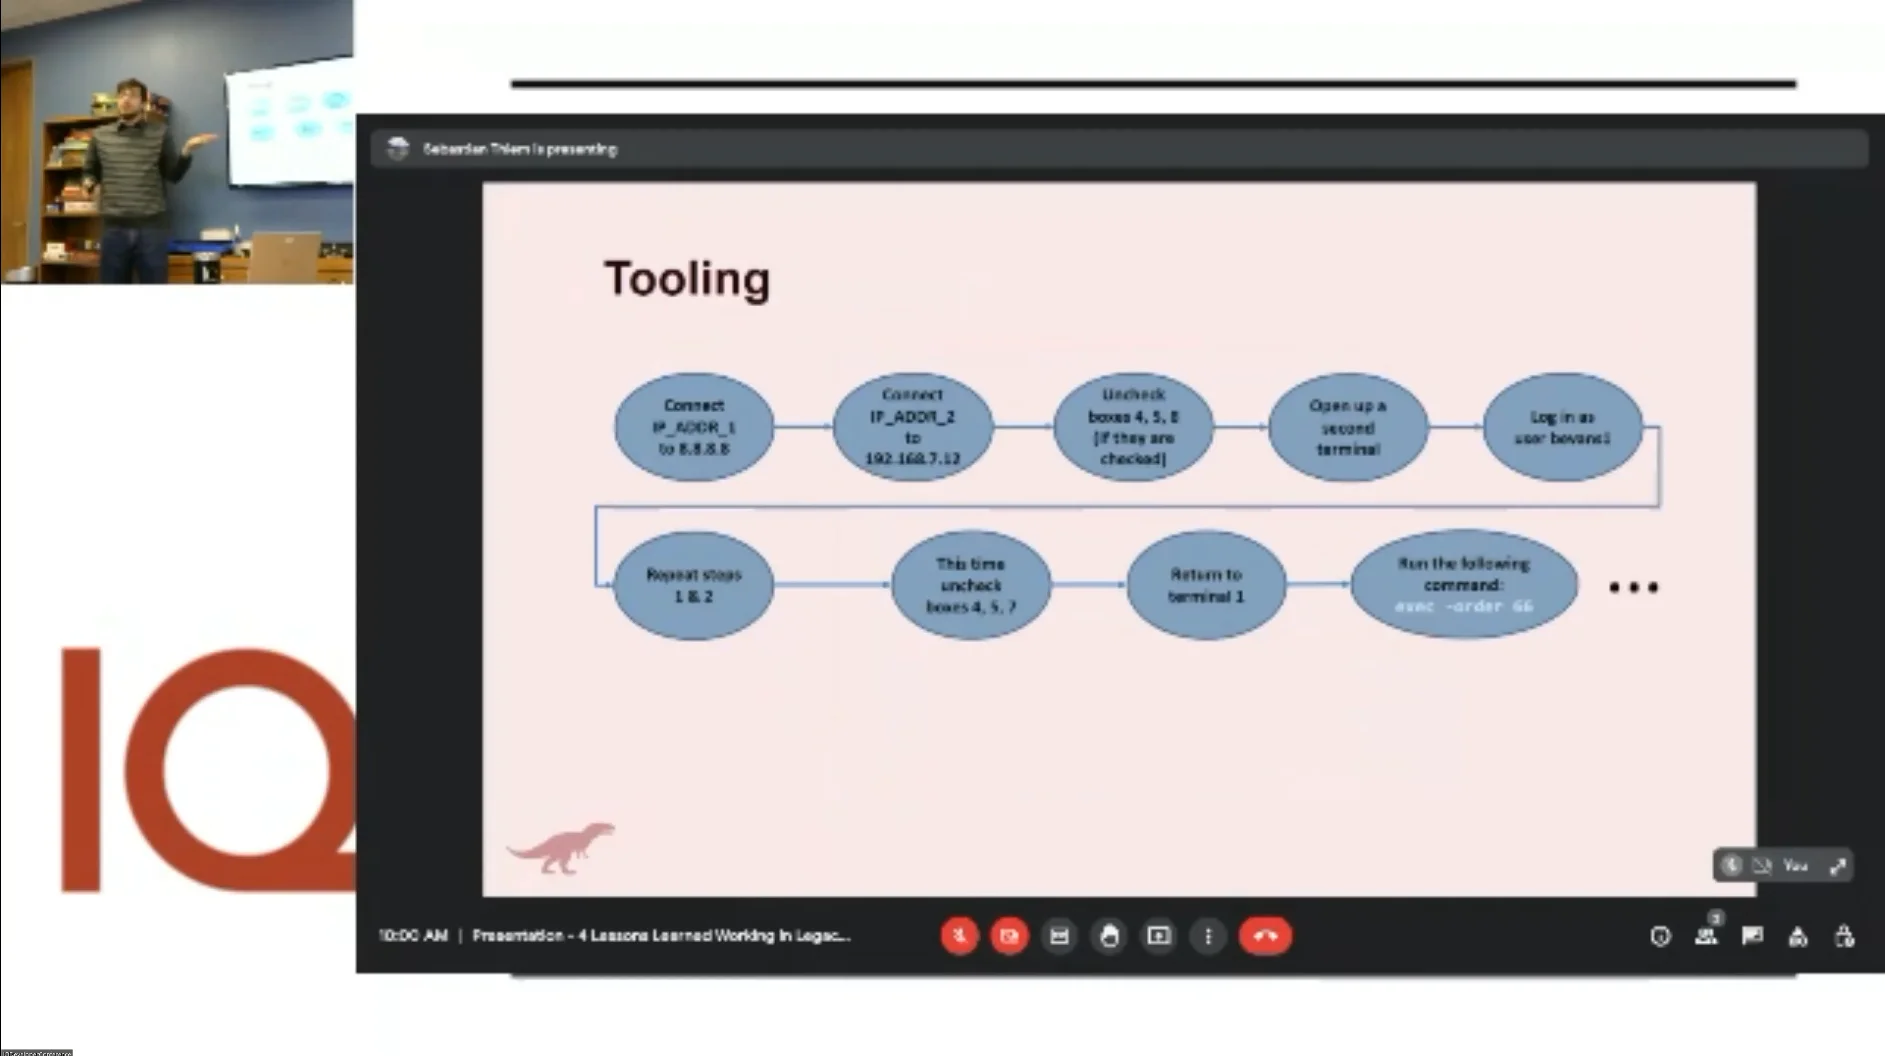 Sebastian Thiem is presenting
Tooling
Connect
IP_ADDR_1
to 8.8.8.8
Connect
IP_ADDR_2
to
192.168.7.12
Uncheck
boxes 4, 5, 8
(if they are
checked)
Open up a
second
terminal
Log in as
user bevans1
Repeat steps
1 & 2
This time
uncheck
boxes 4, 5, 7
Return to
terminal 1
Run the following
command:
exec -order 66
...
You
IQ
10:00 AM | Presentation - 4 Lessons Learned Working in Legac...
3